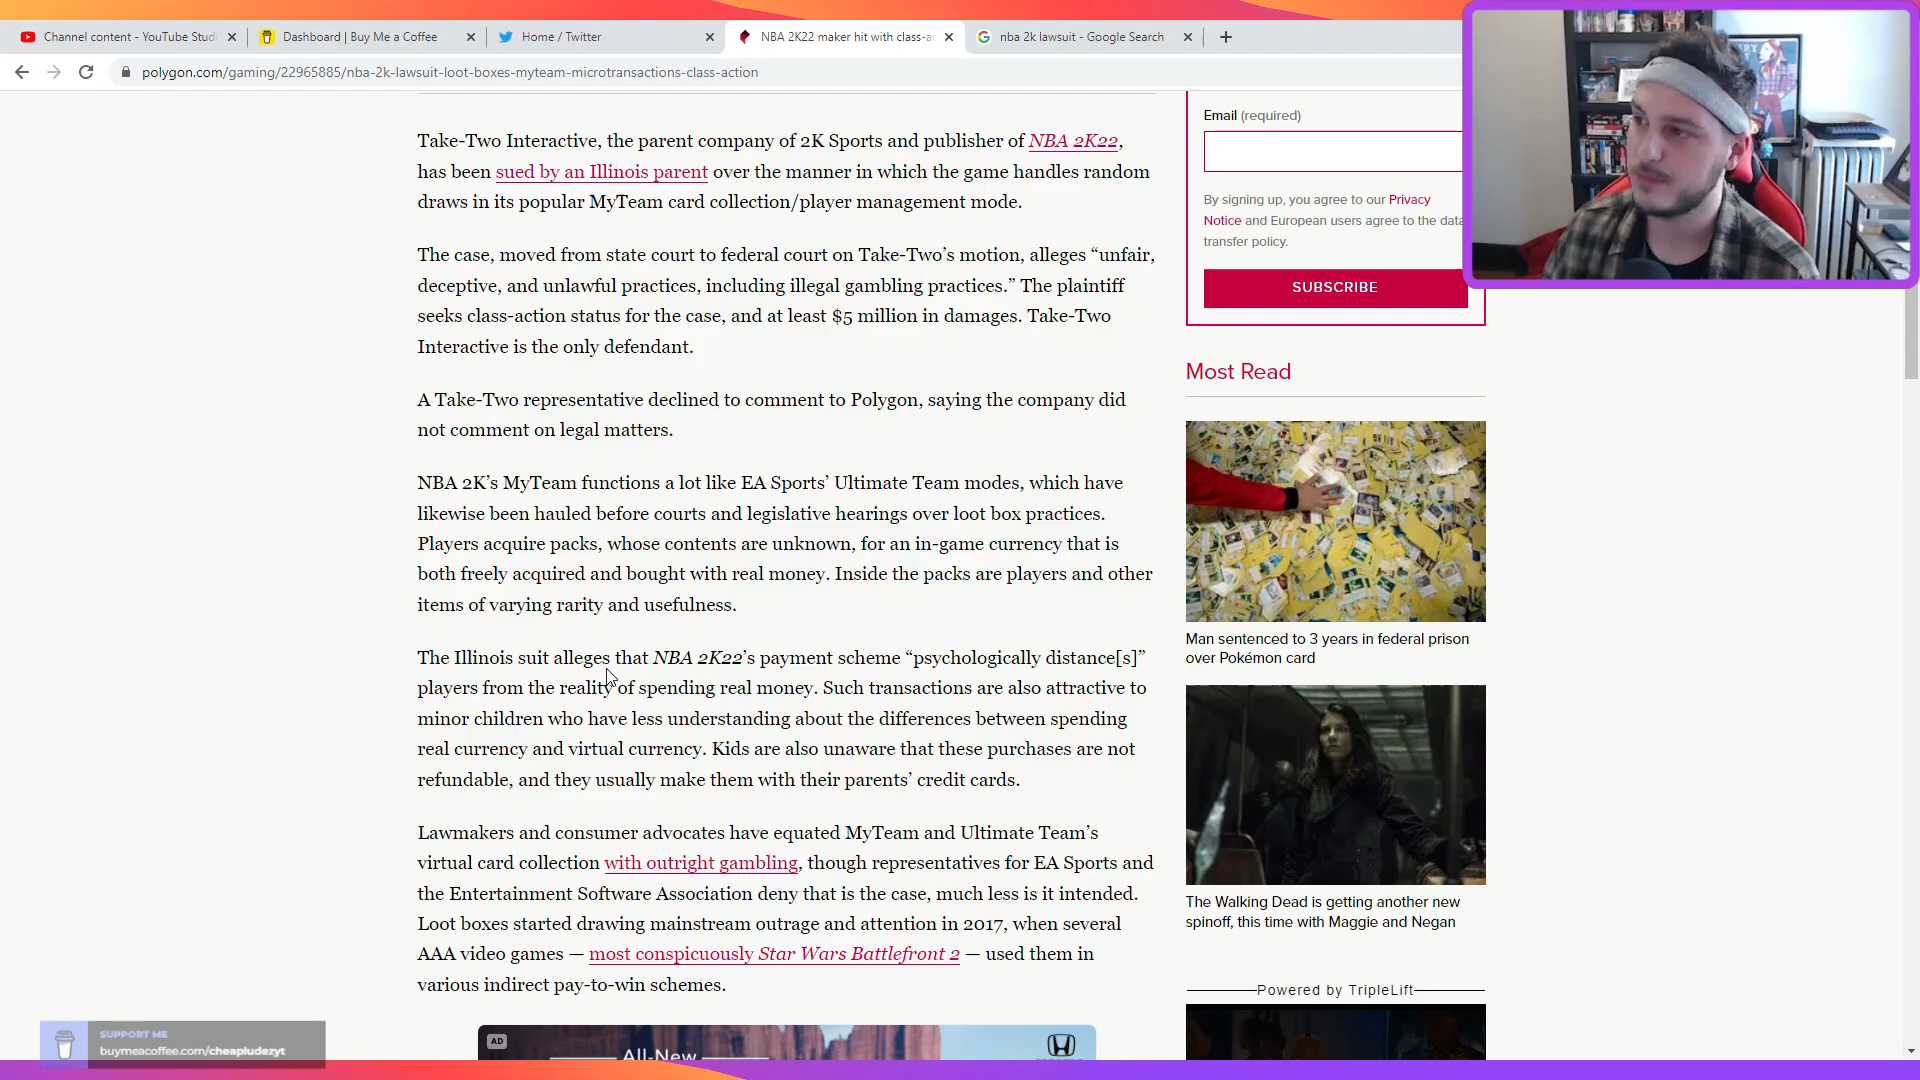 Channel content - YouTube Studi
Dashboard | Buy Me a Coffee
Home / Twitter
NBA 2K22 maker hit with class-a
nba 2k lawsuit - Google Search
polygon.com/gaming/22965885/nba-2k-lawsuit-loot-boxes-myteam-microtransactions-class-action
Take-Two Interactive, the parent company of 2K Sports and publisher of NBA 2K22,
has been sued by an Illinois parent over the manner in which the game handles random
draws in its popular MyTeam card collection/player management mode.
The case, moved from state court to federal court on Take-Two’s motion, alleges “unfair,
deceptive, and unlawful practices, including illegal gambling practices.” The plaintiff
seeks class-action status for the case, and at least $5 million in damages. Take-Two
Interactive is the only defendant.
A Take-Two representative declined to comment to Polygon, saying the company did
not comment on legal matters.
NBA 2K’s MyTeam functions a lot like EA Sports’ Ultimate Team modes, which have
likewise been hauled before courts and legislative hearings over loot box practices.
Players acquire packs, whose contents are unknown, for an in-game currency that is
both freely acquired and bought with real money. Inside the packs are players and other
items of varying rarity and usefulness.
The Illinois suit alleges that NBA 2K22’s payment scheme “psychologically distance[s]”
players from the reality of spending real money. Such transactions are also attractive to
minor children who have less understanding about the differences between spending
real currency and virtual currency. Kids are also unaware that these purchases are not
refundable, and they usually make them with their parents’ credit cards.
Lawmakers and consumer advocates have equated MyTeam and Ultimate Team’s
virtual card collection with outright gambling, though representatives for EA Sports and
the Entertainment Software Association deny that is the case, much less is it intended.
Loot boxes started drawing mainstream outrage and attention in 2017, when several
AAA video games — most conspicuously Star Wars Battlefront 2 — used them in
various indirect pay-to-win schemes.
AD
All-New
Email (required)
By signing up, you agree to our Privacy
Notice and European users agree to the data
transfer policy.
SUBSCRIBE
Most Read
Man sentenced to 3 years in federal prison
over Pokémon card
The Walking Dead is getting another new
spinoff, this time with Maggie and Negan
Powered by TripleLift
SUPPORT ME
buymeacoffee.com/cheapludezyt